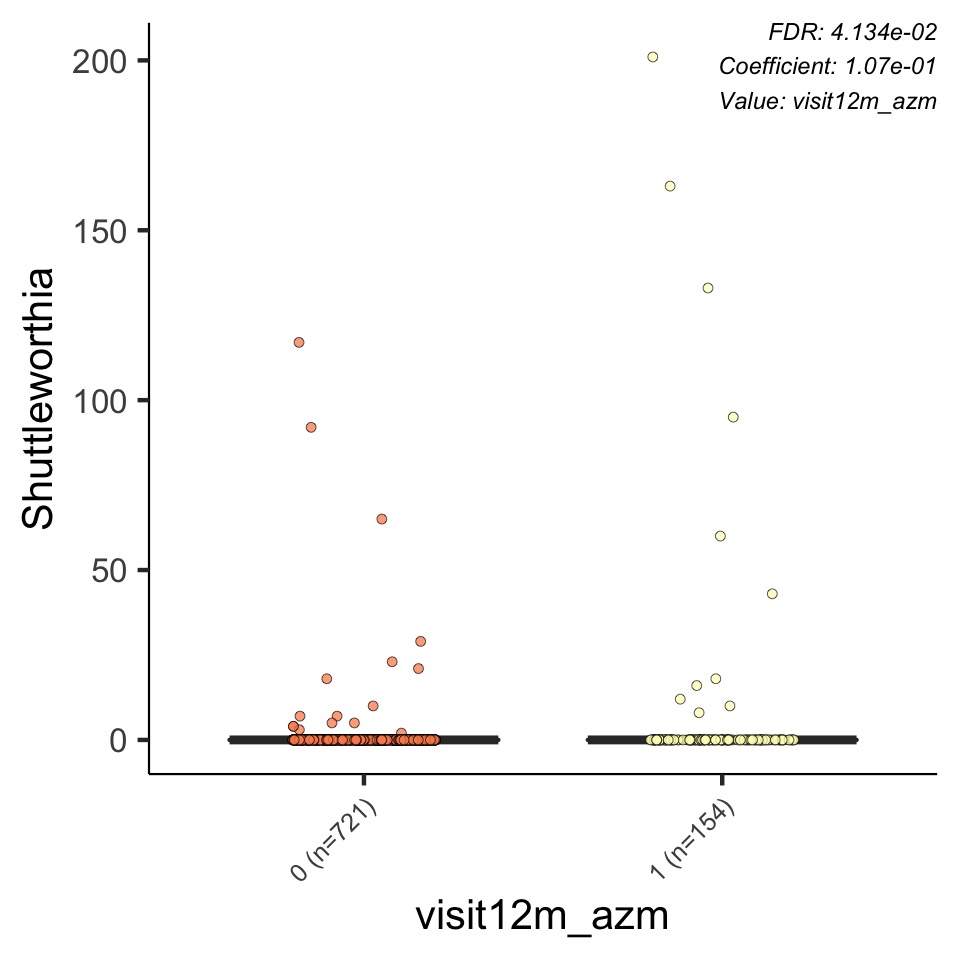 FDR: 4.134e-02
Coefficient: 1.07e-01
Value: visit12m_azm
200
150
100
50
0
Shuttleworthia
0 (n=721)
1 (n=154)
visit12m_azm